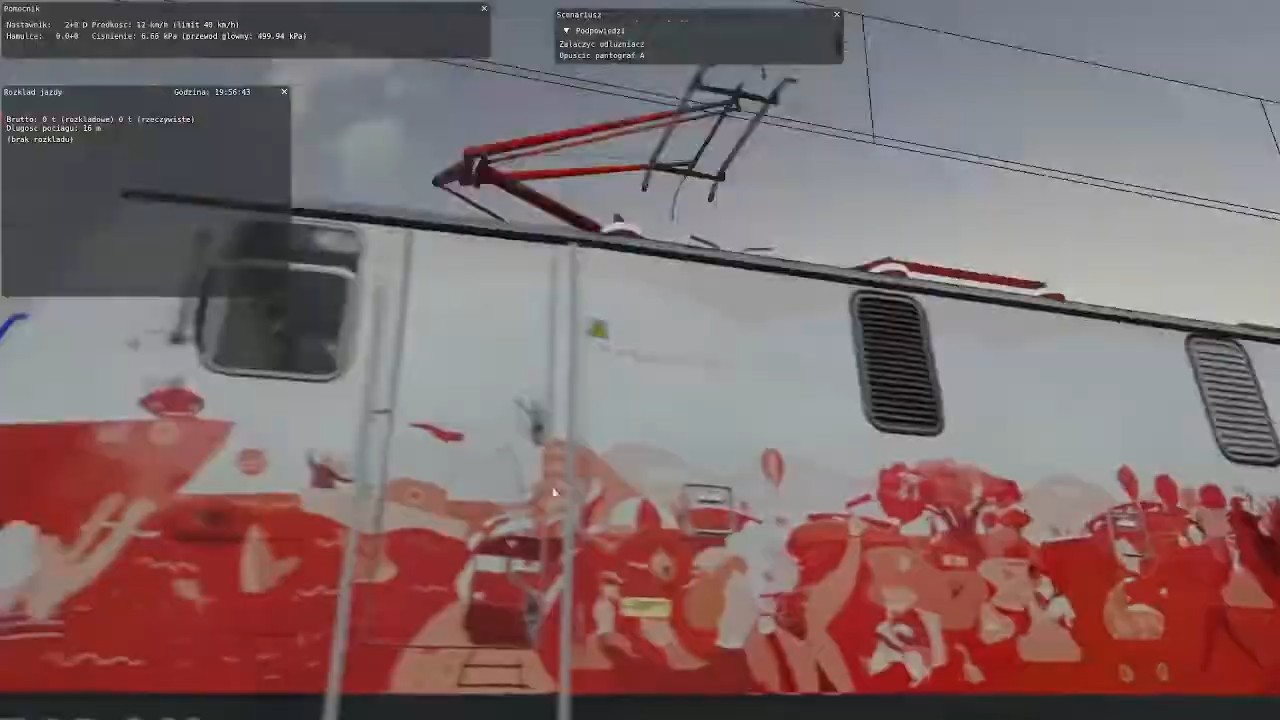 Pomocnik
Nastawnik: 2+0 D Predkosc: 12 km/h (limit 40 km/h)
Hamulce: 0.0+0 Cisnienie: 6.66 kPa (przewod glowny: 499.94 kPa)
Scenariusz
▼ Podpowiedzi
Zalaczyc odluzniacz
Opuscic pantograf A
Rozklad jazdy Godzina: 19:56:43
Brutto: 0 t (rozkladowe) 0 t (rzeczywiste)
Dlugosc pociagu: 16 m
(brak rozkladu)